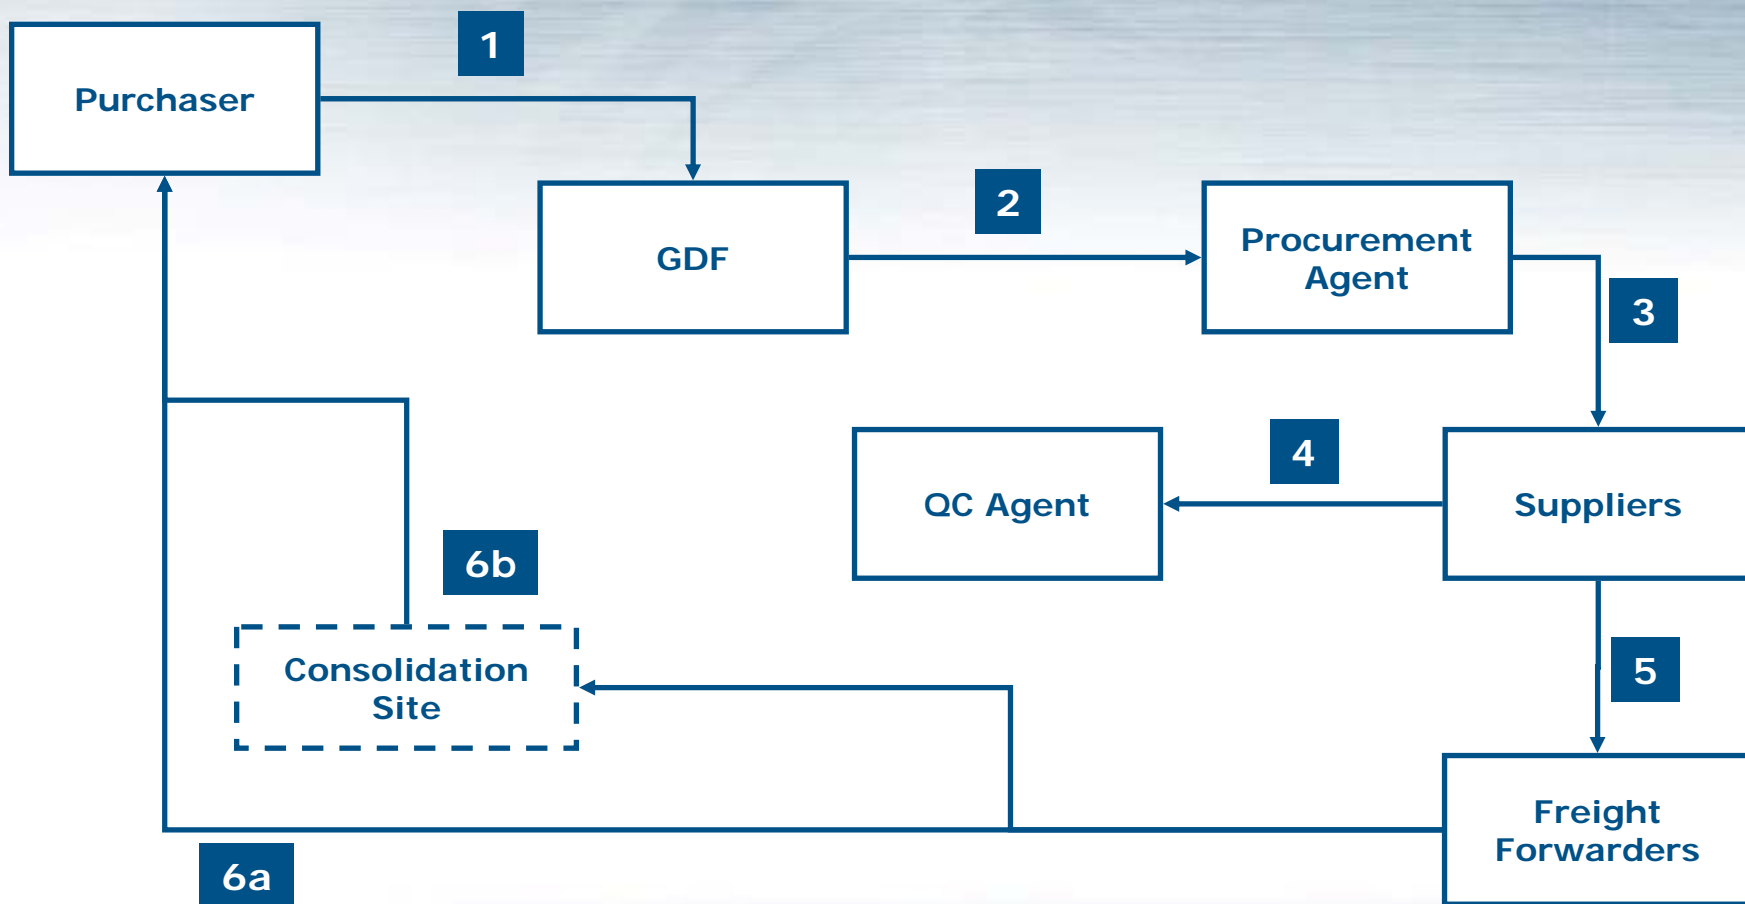 1
Purchaser
2
GDF
Procurement
Agent
3
4
QC Agent
Suppliers
6b
Consolidation
Site
5
Freight
Forwarders
6a